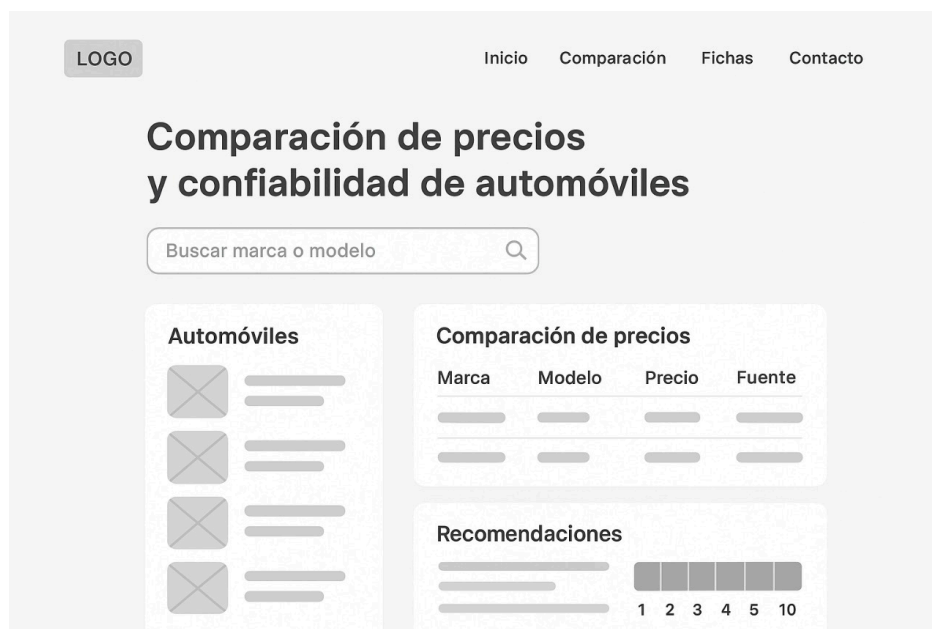 LOGO
Inicio Comparación Fichas Contacto
Comparación de precios
y confiabilidad de automóviles
Buscar marca o modelo
Automóviles
Comparación de precios
Marca Modelo Precio Fuente
Recomendaciones
1 2 3 4 5 10